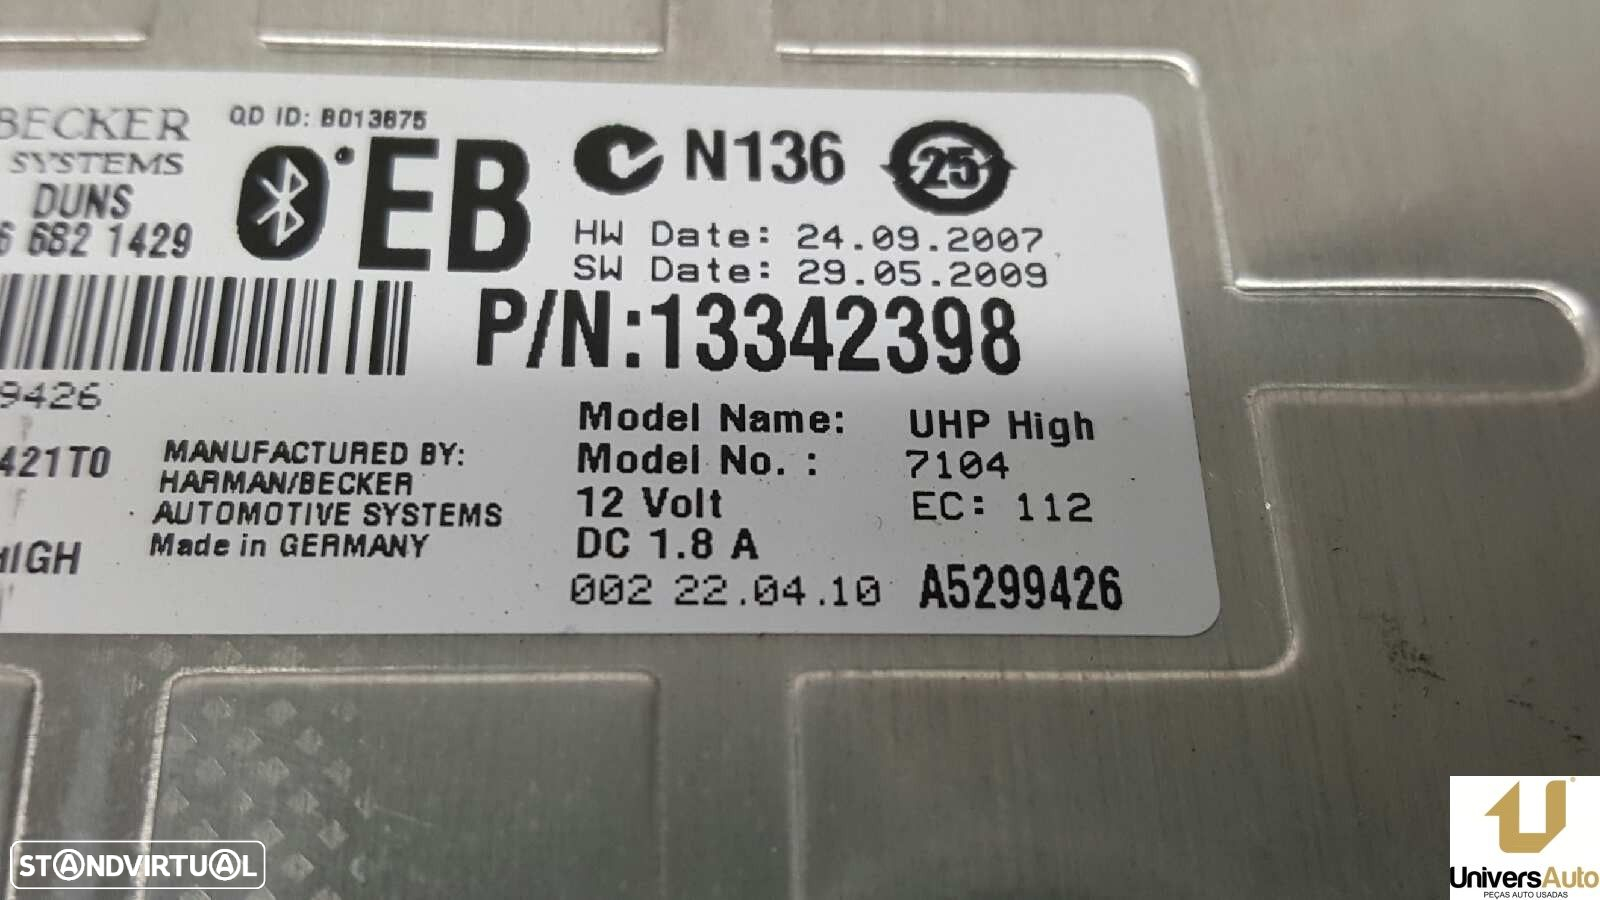 BECKER
SYSTEMS
DUNS
6 682 1429
QD ID: B013875
EB
N136
25
HW Date: 24.09.2007
SW Date: 29.05.2009
P/N:13342398
9426
421T0
HIGH
MANUFACTURED BY:
HARMAN/BECKER
AUTOMOTIVE SYSTEMS
Made in GERMANY
Model Name: UHP High
Model No. : 7104
12 Volt EC: 112
DC 1.8 A
002 22.04.10 A5299426
STANDVIRTUAL
UniversAuto
PEÇAS AUTO USADAS